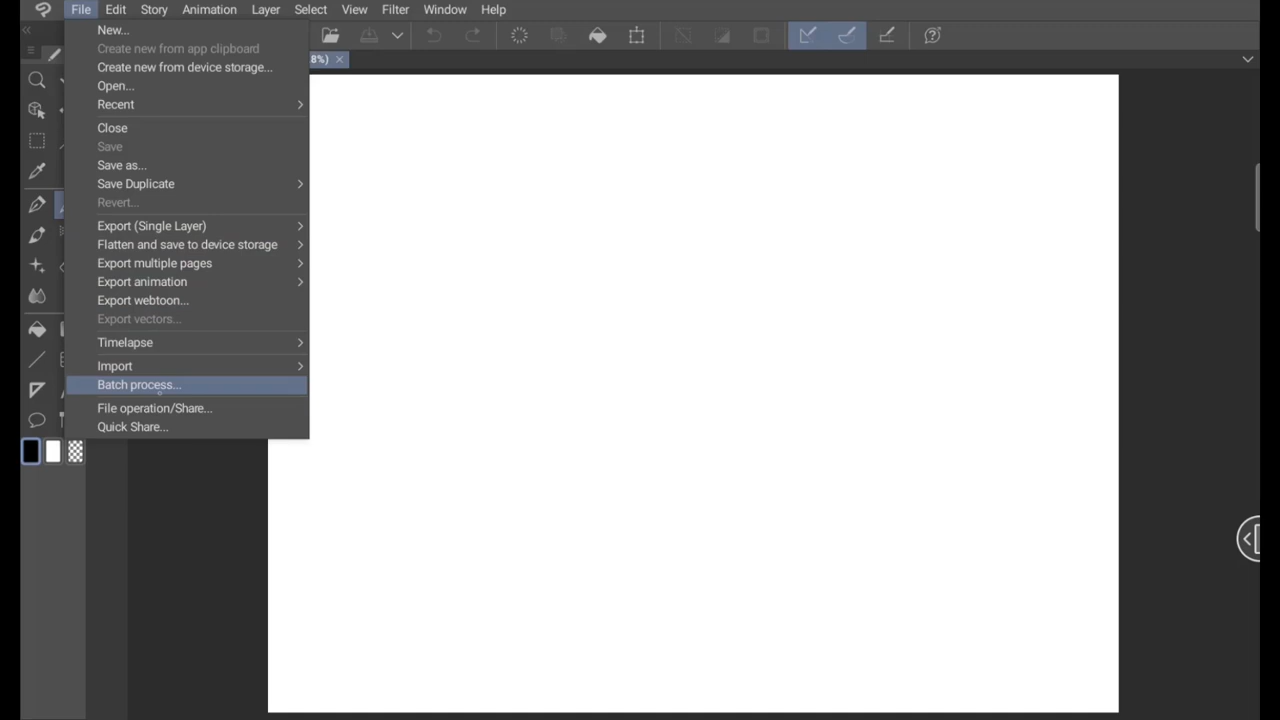 File Edit Story Animation Layer Select View Filter Window Help
New...
Create new from app clipboard
Create new from device storage...
.8%)
Open...
Recent
Close
Save
Save as...
Save Duplicate
Revert...
Export (Single Layer)
Flatten and save to device storage
Export multiple pages
Export animation
Export webtoon...
Export vectors...
Timelapse
Import
Batch process...
File operation/Share...
Quick Share...